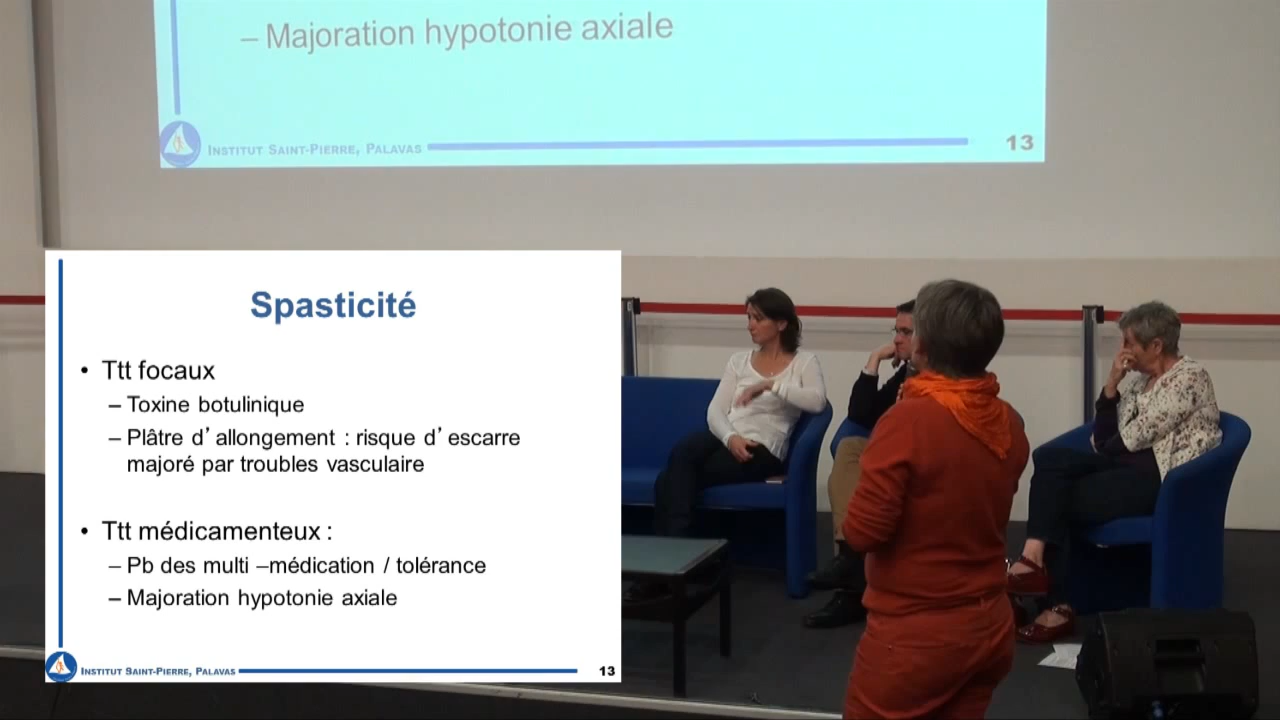 – Majoration hypotonie axiale
INSTITUT SAINT-PIERRE, PALAVAS
13
Spasticité
• Ttt focaux
– Toxine botulinique
– Plâtre d’allongement : risque d’escarre
majoré par troubles vasculaire
• Ttt médicamenteux :
– Pb des multi –médication / tolérance
– Majoration hypotonie axiale
INSTITUT SAINT-PIERRE, PALAVAS
13